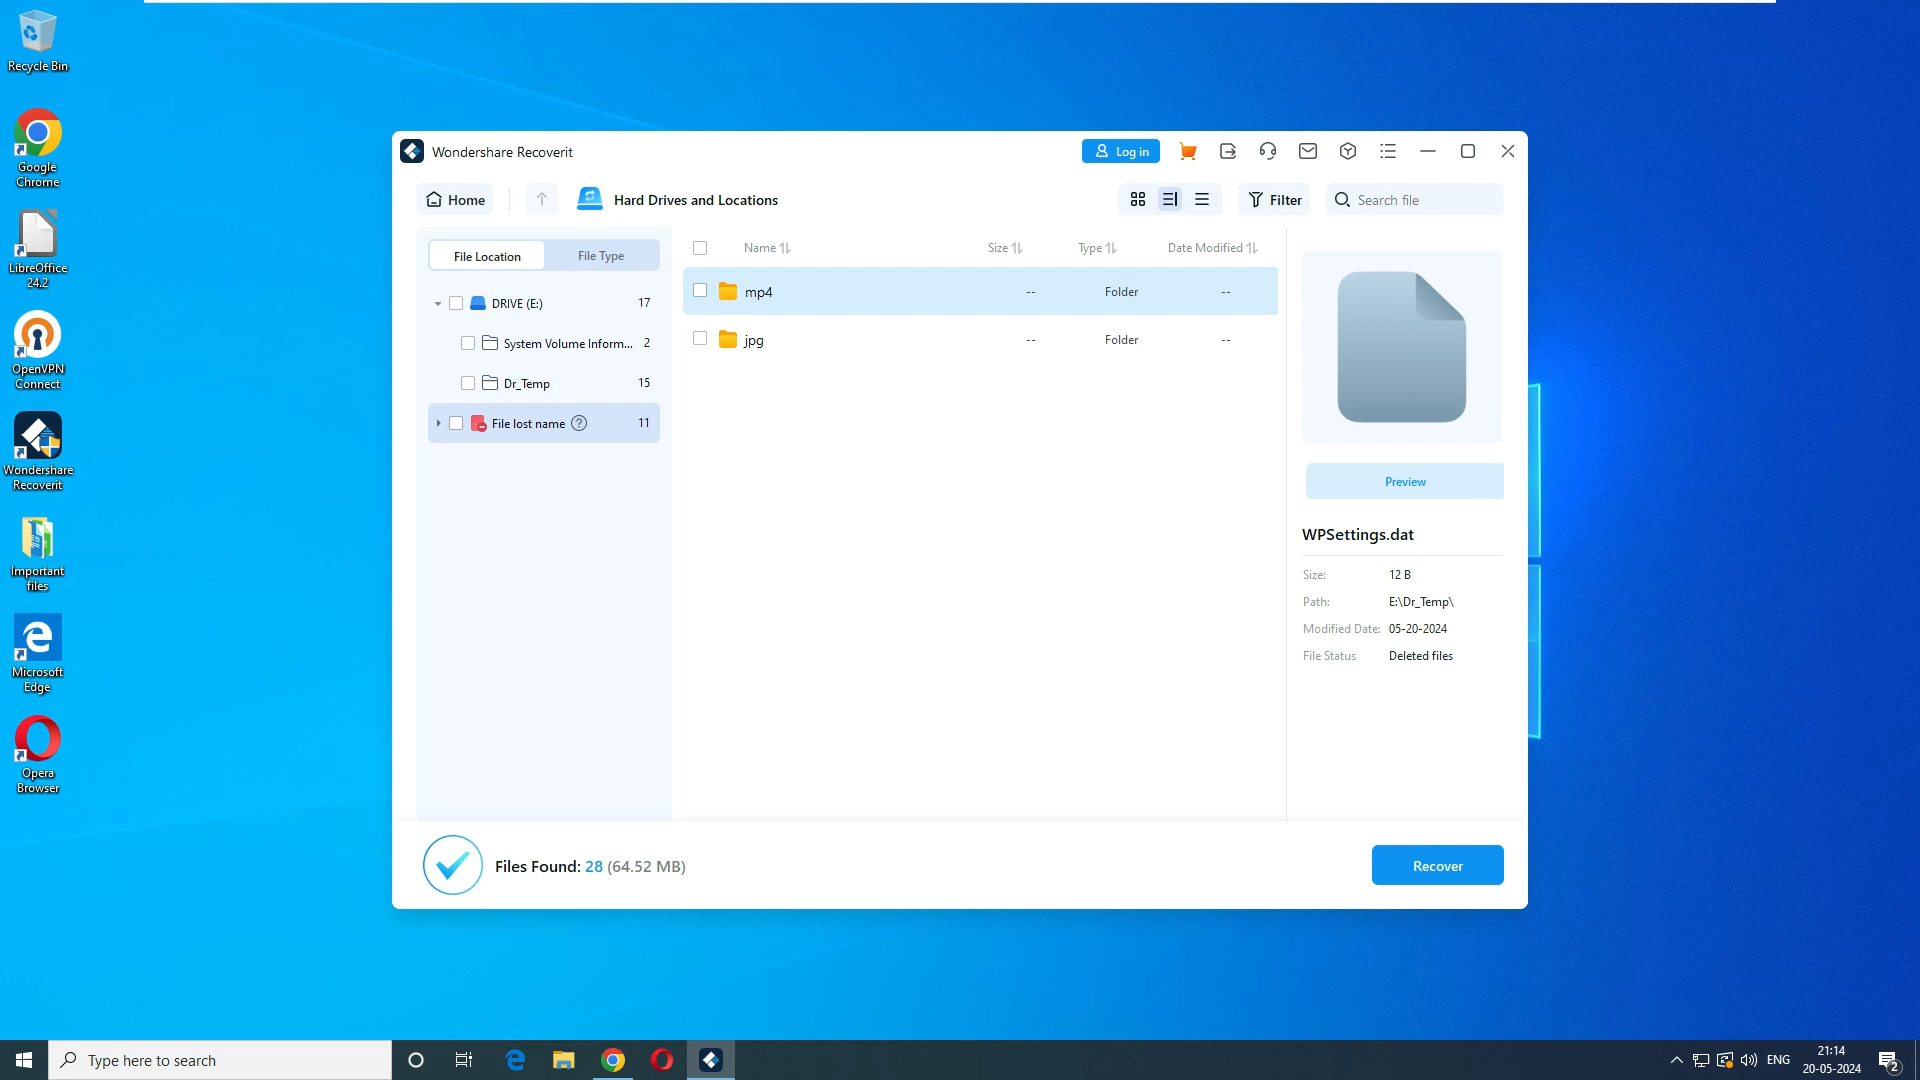 Recycle Bin
Google
Chrome
LibreOffice
24.2
OpenVPN
Connect
Wondershare
Recoverit
Important
files
Microsoft
Edge
Opera
Browser
Wondershare Recoverit
Log in
Home
Hard Drives and Locations
Filter
Search file
File Location
File Type
DRIVE (E:) 17
System Volume Inform... 2
Dr_Temp 15
File lost name ? 11
Name Size Type Date Modified
mp4 -- Folder --
jpg -- Folder --
Preview
WPSettings.dat
Size: 12 B
Path: E:\Dr_Temp\
Modified Date: 05-20-2024
File Status Deleted files
Files Found: 28 (64.52 MB)
Recover
Type here to search
ENG
21:14
20-05-2024
2